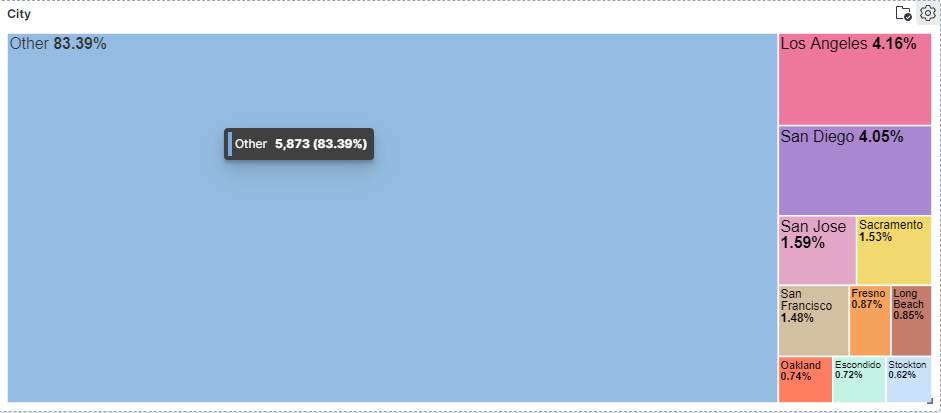 City
Other 83.39%
Other 5,873 (83.39%)
Los Angeles 4.16%
San Diego 4.05%
San Jose
1.59%
Sacramento
1.53%
San
Francisco
1.48%
Fresno
0.87%
Long
Beach
0.85%
Oakland
0.74%
Escondido
0.72%
Stockton
0.62%